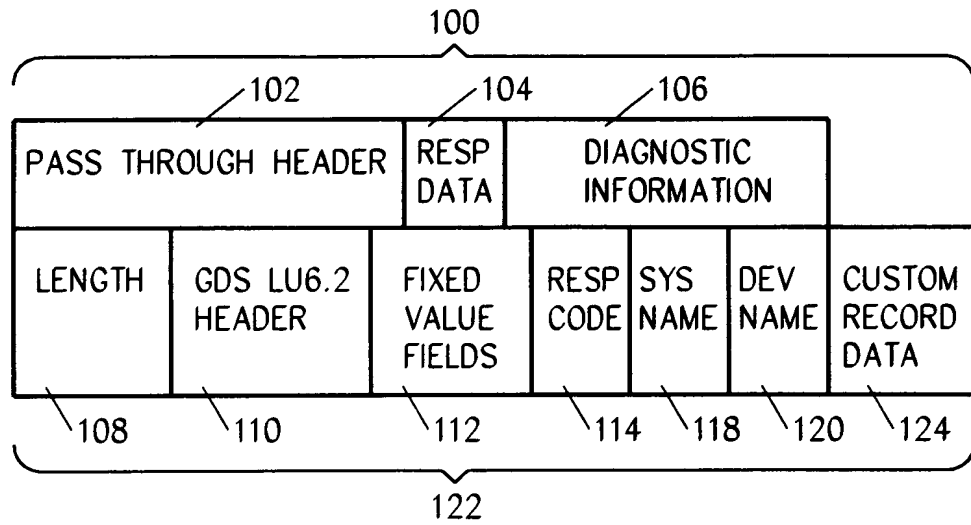 100
102
104
106
PASS THROUGH HEADER
RESP
DATA
DIAGNOSTIC
INFORMATION
LENGTH
GDS LU6.2
HEADER
FIXED
VALUE
FIELDS
RESP
CODE
SYS
NAME
DEV
NAME
CUSTOM
RECORD
DATA
108
110
112
114
118
120
124
122